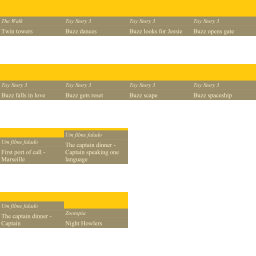 The Walk
Toy Story 3
Toy Story 3
Toy Story 3
Twin towers
Buzz dances
Buzz looks for Jessie
Buzz opens gate
Toy Story 3
Toy Story 3
Toy Story 3
Toy Story 3
Buzz falls in love
Buzz gets reset
Buzz
Buzz spaceship
Um filme falado
First port of call -
Marseille
Um filme falado
The captain dinner -
Captain speaking one
language
Um filme falado
The captain dinner -
Captain
Zootopia
Night Howlers